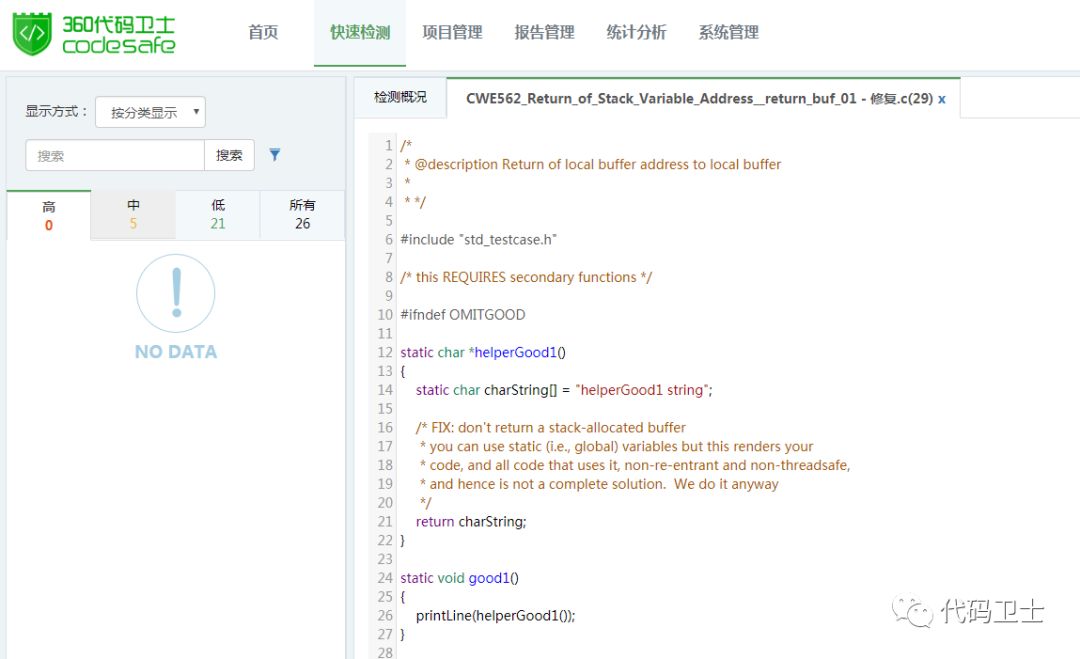 360代码卫士
codesafe
首页 快速检测 项目管理 报告管理 统计分析 系统管理
显示方式： 按分类显示
搜索 搜索
高 中 低 所有
0 5 21 26
NO DATA
检测概况 CWE562_Return_of_Stack_Variable_Address__return_buf_01 - 修复.c(29) x
1 /*
2 * @description Return of local buffer address to local buffer
3 *
4 * */
5
6 #include "std_testcase.h"
7
8 /* this REQUIRES secondary functions */
9
10 #ifndef OMITGOOD
11
12 static char *helperGood1()
13 {
14 static char charString[] = "helperGood1 string";
15
16 /* FIX: don't return a stack-allocated buffer
17 * you can use static (i.e., global) variables but this renders your
18 * code, and all code that uses it, non-re-entrant and non-threadsafe,
19 * and hence is not a complete solution.  We do it anyway
20 */
21 return charString;
22 }
23
24 static void good1()
25 {
26 printLine(helperGood1());
27 }
28
代码卫士